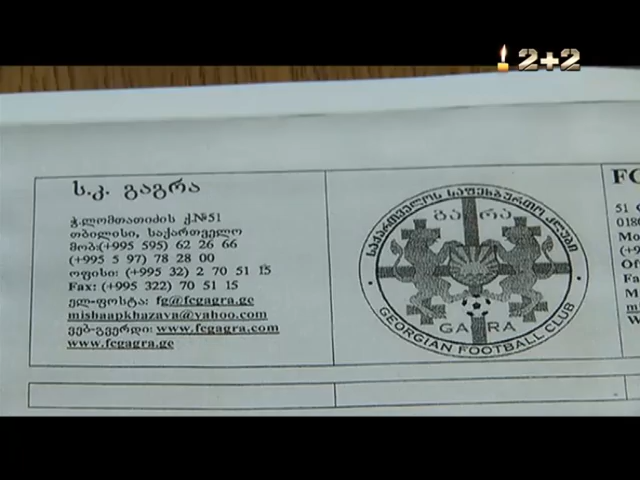 2+2
ს.კ. გაგრა
ჭ.ლომთათიძის ქ.№51
თბილისი, საქართველო
მობ:(+995 595) 62 26 66
(+995 5 97) 78 28 00
ოფისი: (+995 32) 2 70 51 15
Fax: (+995 322) 70 51 15
ელ-ფოსტა: fg@fcgagra.ge
mishaapkhazava@yahoo.com
ვებ-გვერდი: www.fcgagra.com
www.fcgagra.ge
საქართველოს საფეხბურთო კლუბი
გაგრა
GAGRA
GEORGIAN FOOTBALL CLUB
FC
51
018
Mo
(+9
Of
Fa
M
mi
W